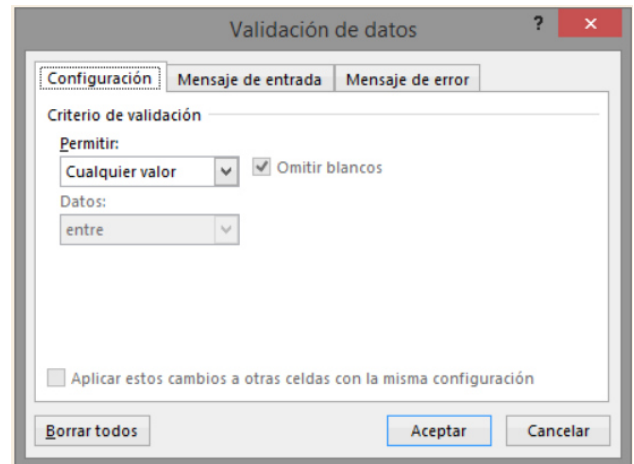 Validación de datos ?
Configuración Mensaje de entrada Mensaje de error
Criterio de validación
Permitir:
Cualquier valor Omitir blancos
Datos:
entre
Aplicar estos cambios a otras celdas con la misma configuración
Borrar todos Aceptar Cancelar